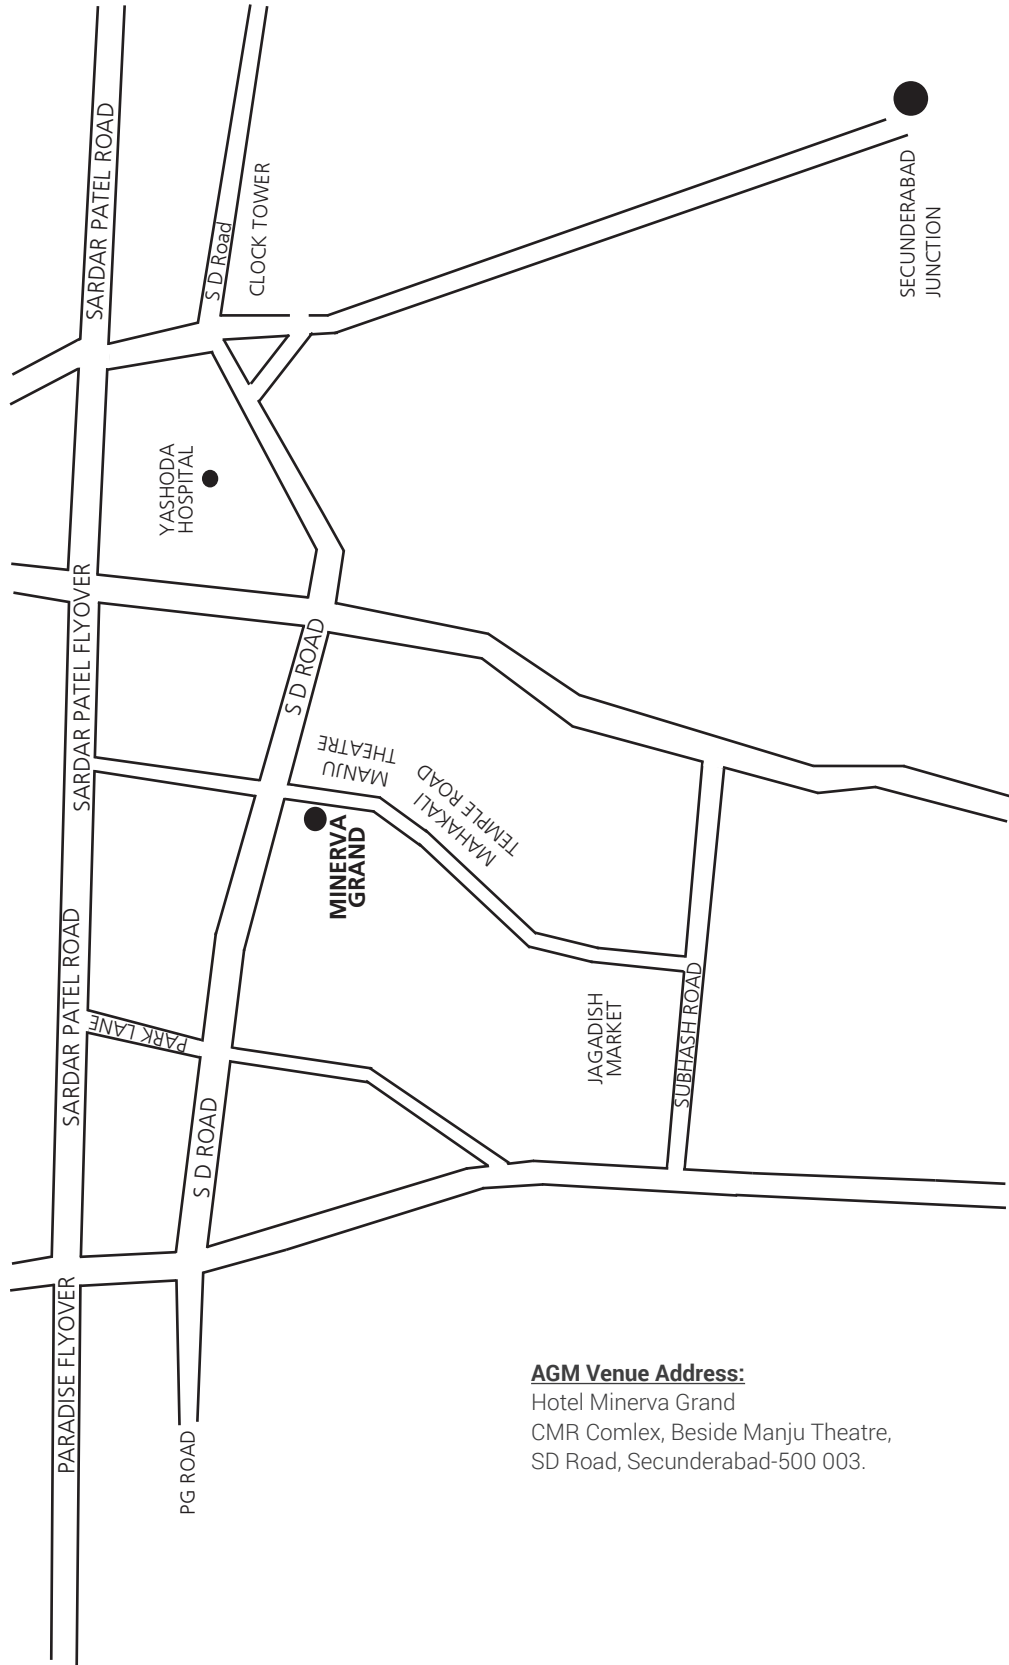 SARDAR PATEL ROAD
S D Road
CLOCK TOWER
SECUNDERABAD
JUNCTION
YASHODA
HOSPITAL
SARDAR PATEL FLYOVER
S D ROAD
MANJU
THEATRE
MAHAKALI
TEMPLE ROAD
MINERVA
GRAND
SARDAR PATEL ROAD
PARK LANE
JAGADISH
MARKET
SUBHASH ROAD
S D ROAD
PARADISE FLYOVER
PG ROAD
AGM Venue Address:
Hotel Minerva Grand
CMR Comlex, Beside Manju Theatre,
SD Road, Secunderabad-500 003.